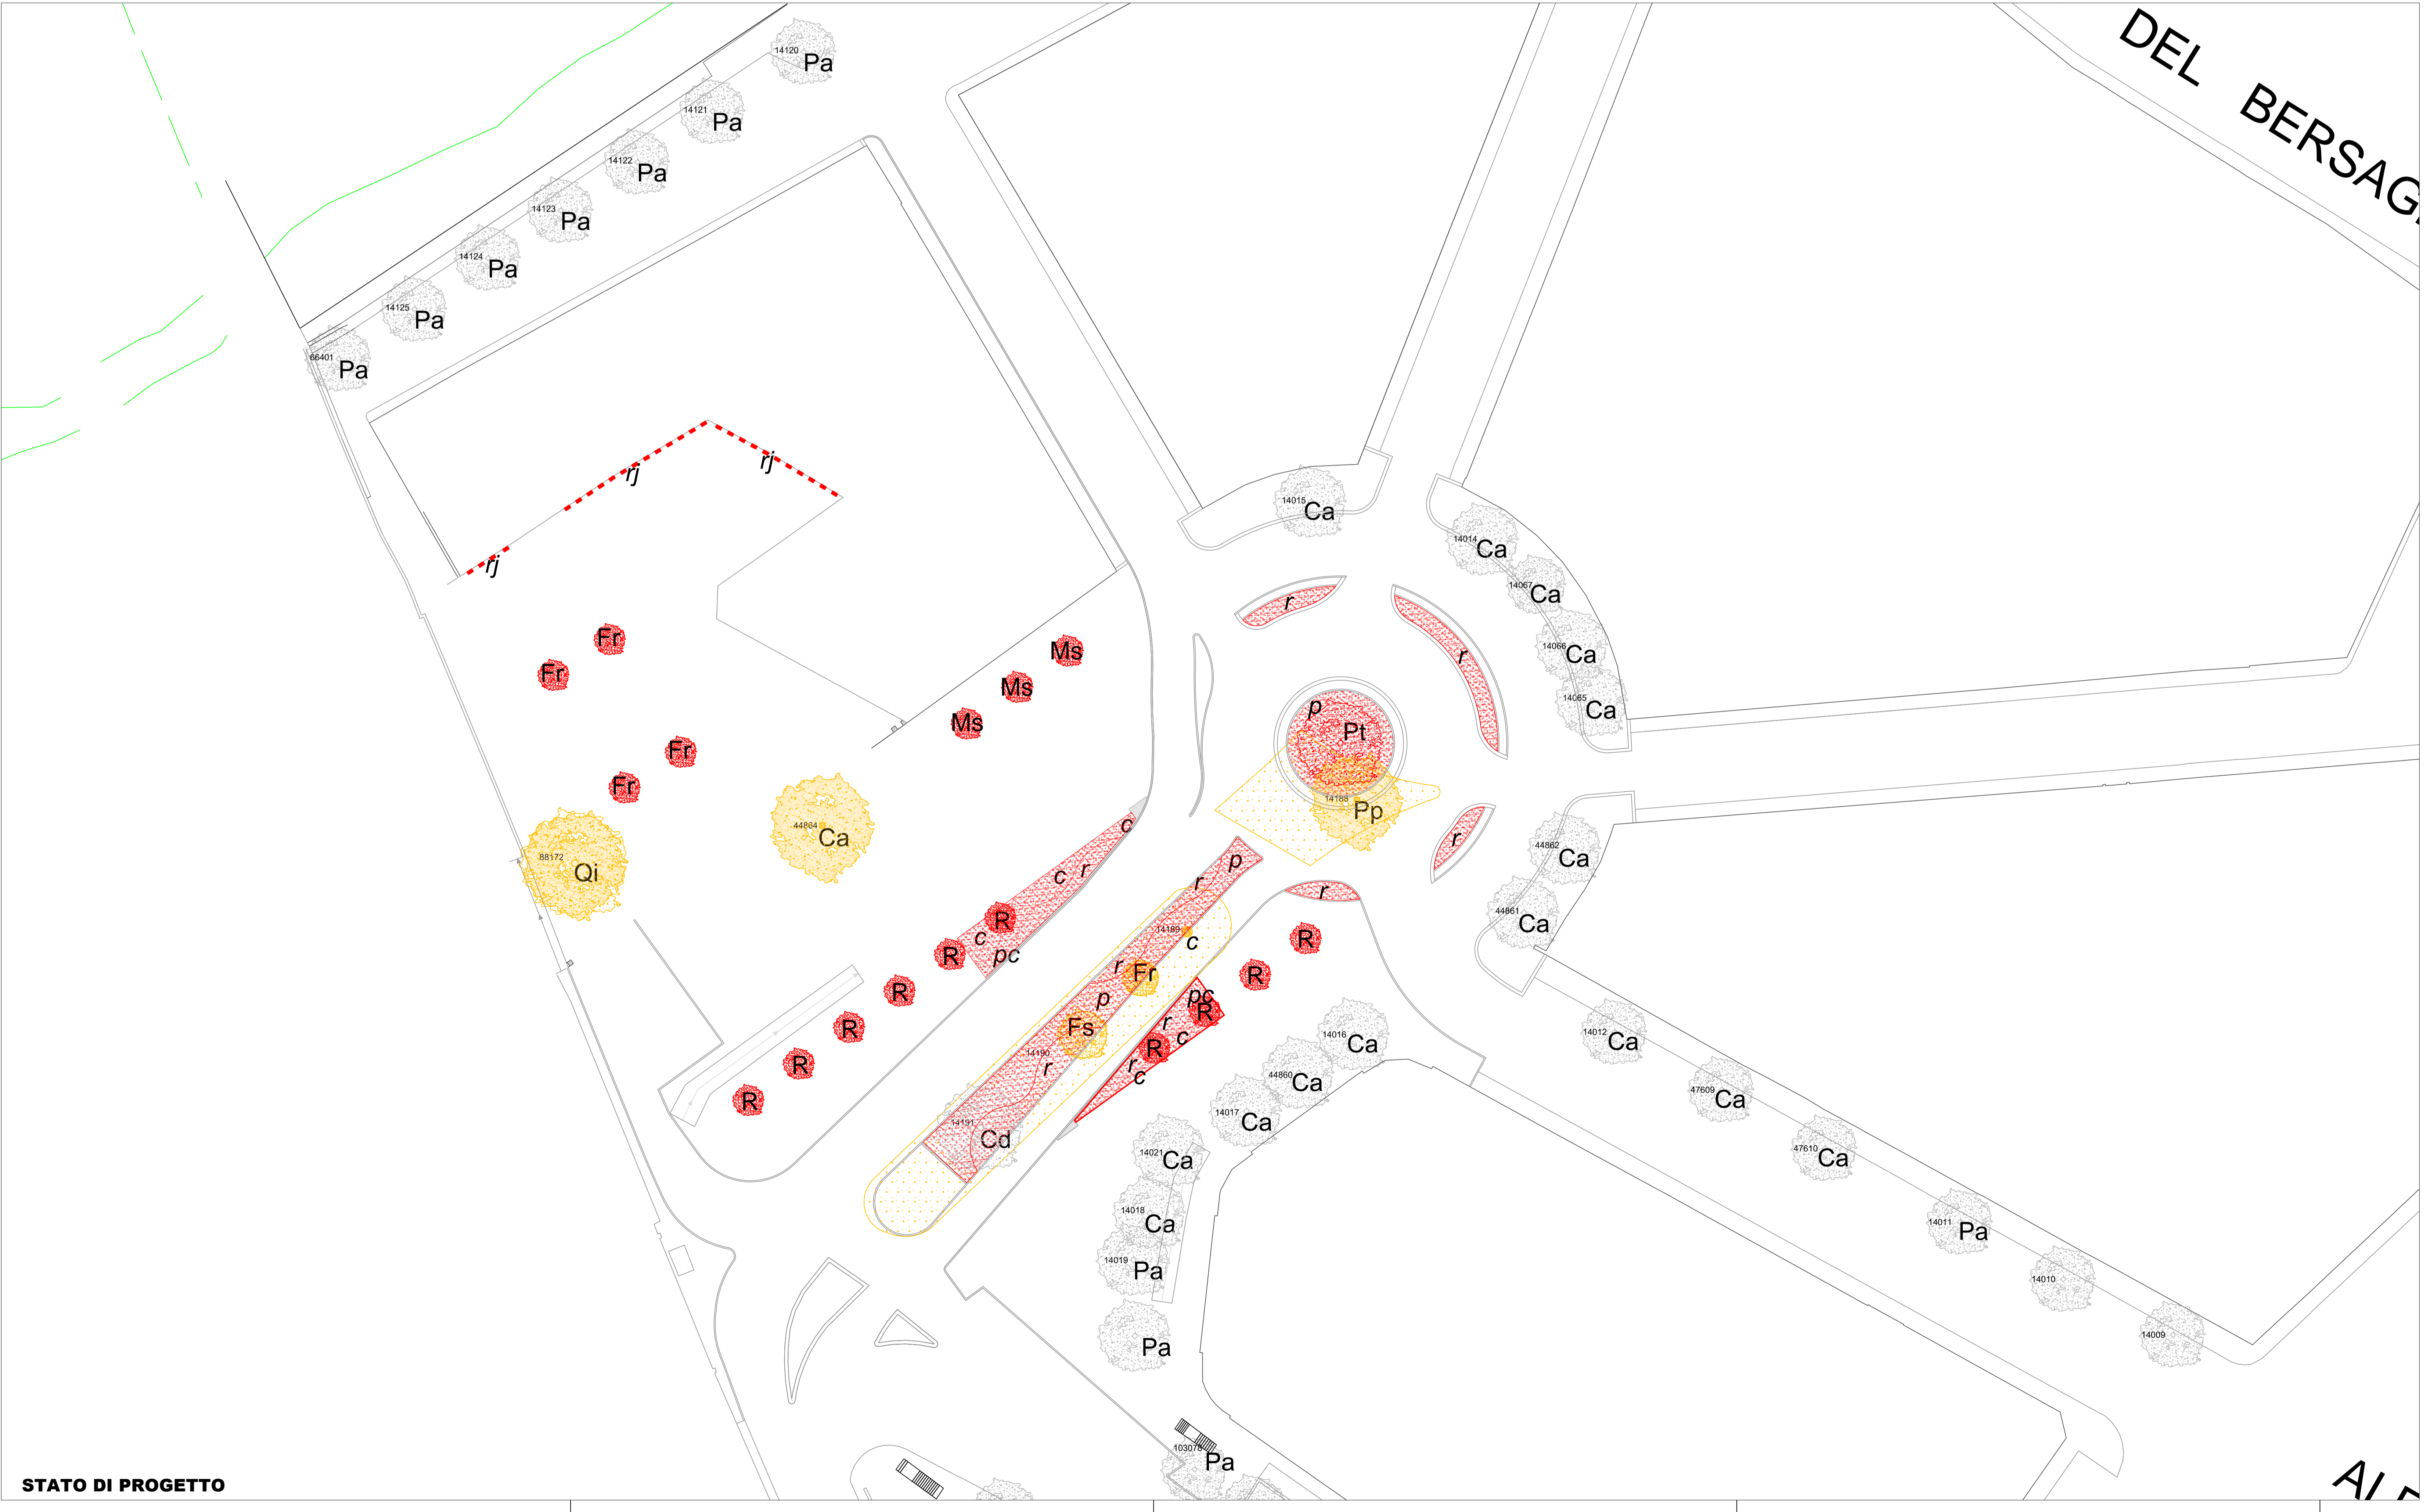 DEL BERSAG
14120
Pa
14121
Pa
14122
Pa
14123
Pa
14124
Pa
14125
Pa
66401
Pa
rj
rj
rj
14015
Ca
14014
Ca
14067
Ca
14066
Ca
14065
Ca
r
r
Fr
Fr
Fr
Fr
Ms
Ms
Ms
p
Pt
14188
Pp
44864
Ca
88172
Qi
c
c
r
r
p
r
r
44862
Ca
44861
Ca
R
c
R
pc
R
R
R
R
14189
c
r
Fr
p
Fs
14190
r
14191
Cd
R
R
pc
R
r
c
R
r
c
14016
Ca
44860
Ca
14017
Ca
14012
Ca
47609
Ca
47610
Ca
14011
Pa
14010
14009
14021
Ca
14018
Ca
14019
Pa
Pa
103078
Pa
STATO DI PROGETTO